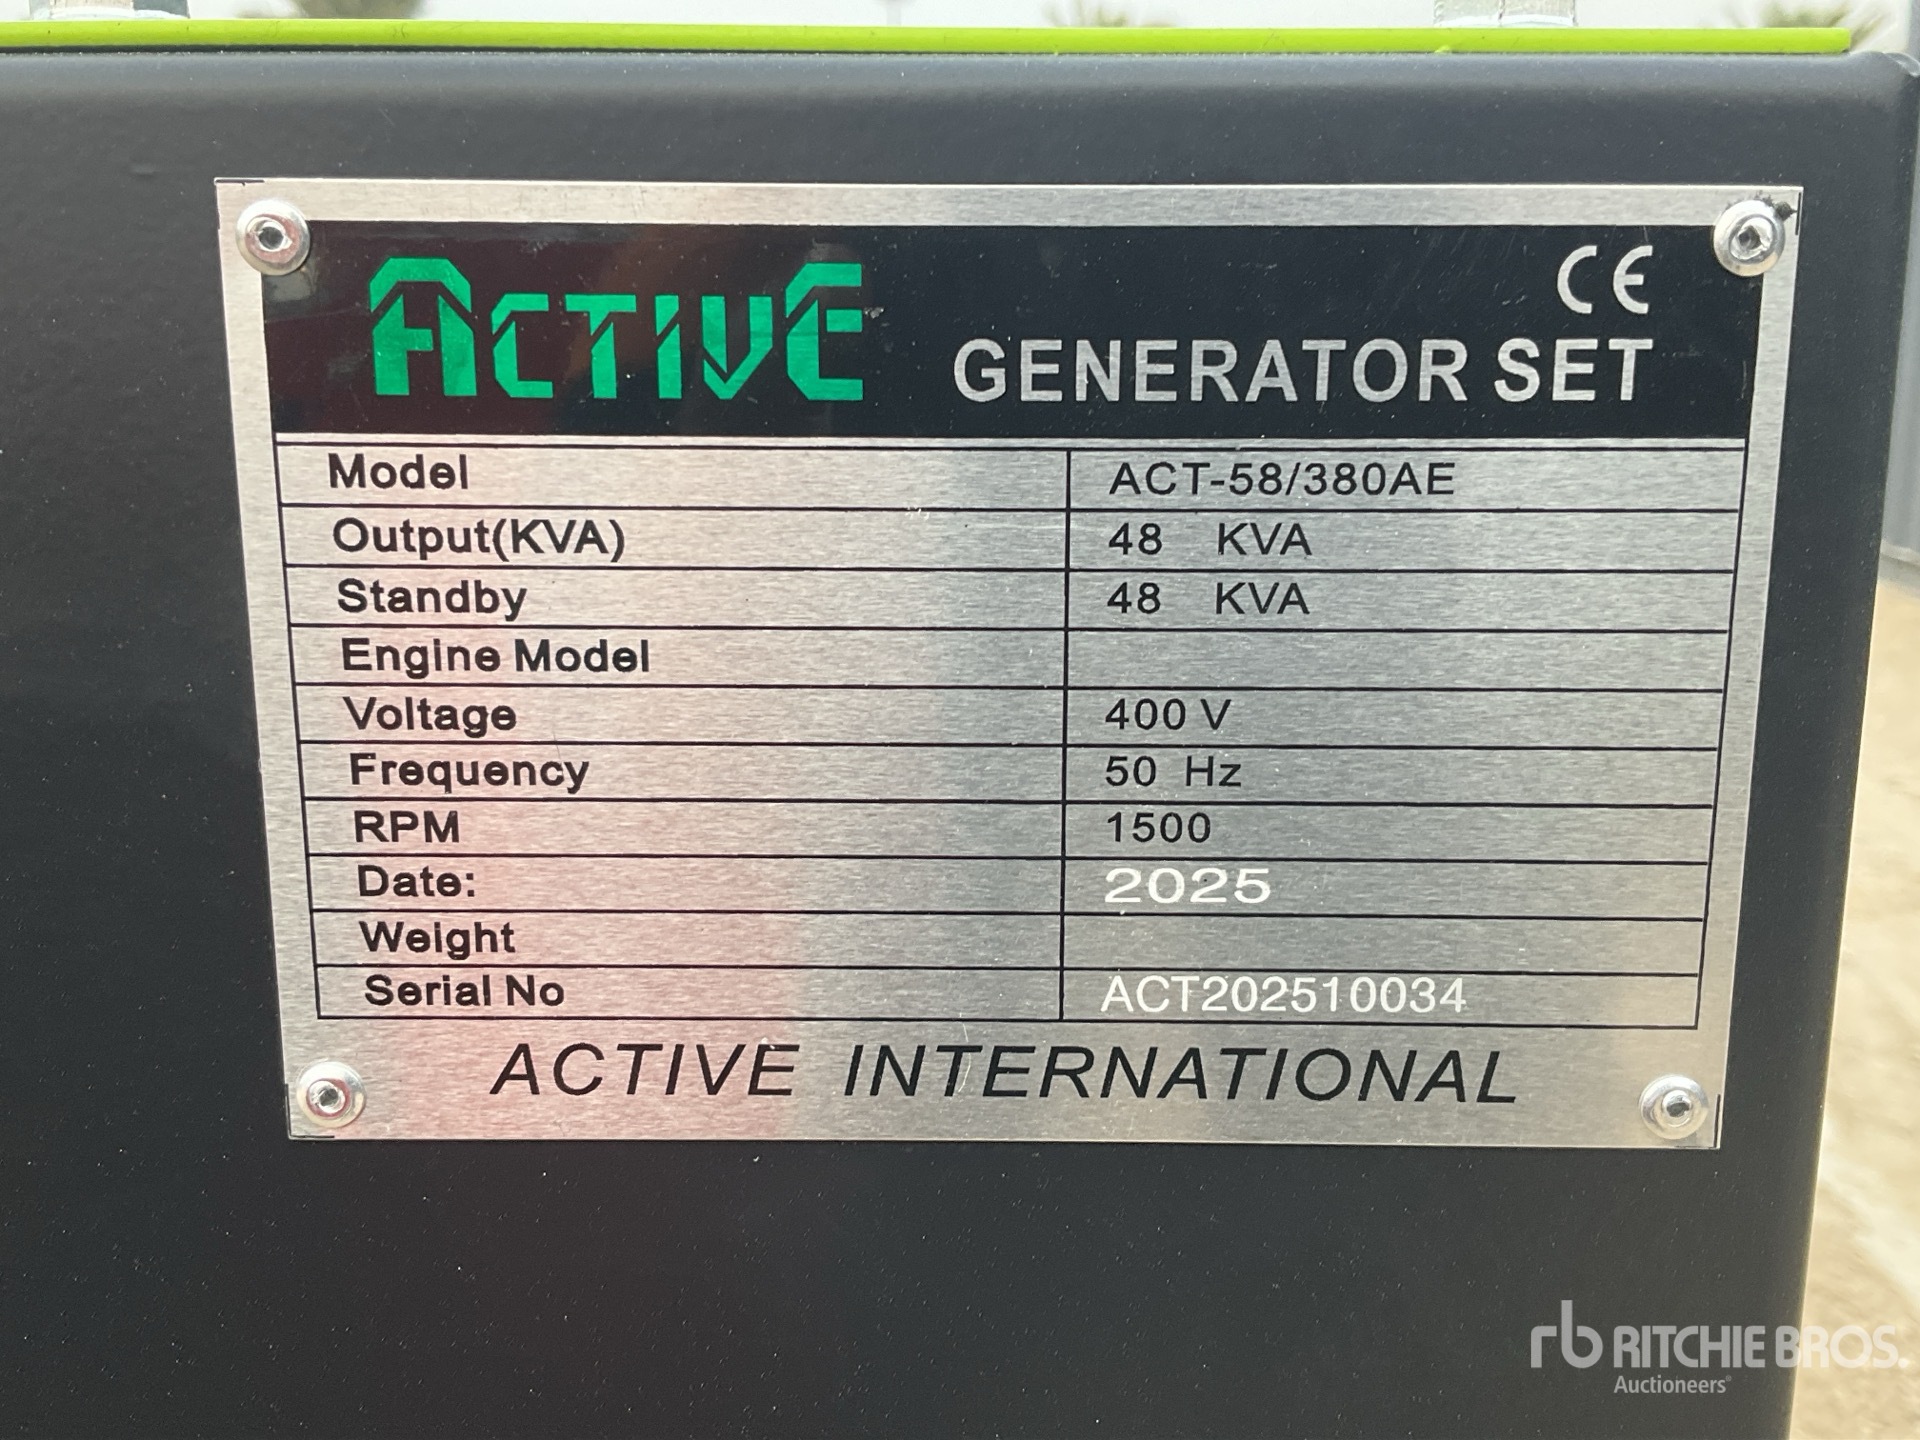 ACTIVE
CE
GENERATOR SET
Model ACT-58/380AE
Output(KVA) 48 KVA
Standby 48 KVA
Engine Model
Voltage 400 V
Frequency 50 Hz
RPM 1500
Date: 2025
Weight
Serial No ACT202510034
ACTIVE INTERNATIONAL
rb RITCHIE BROS.
Auctioneers®